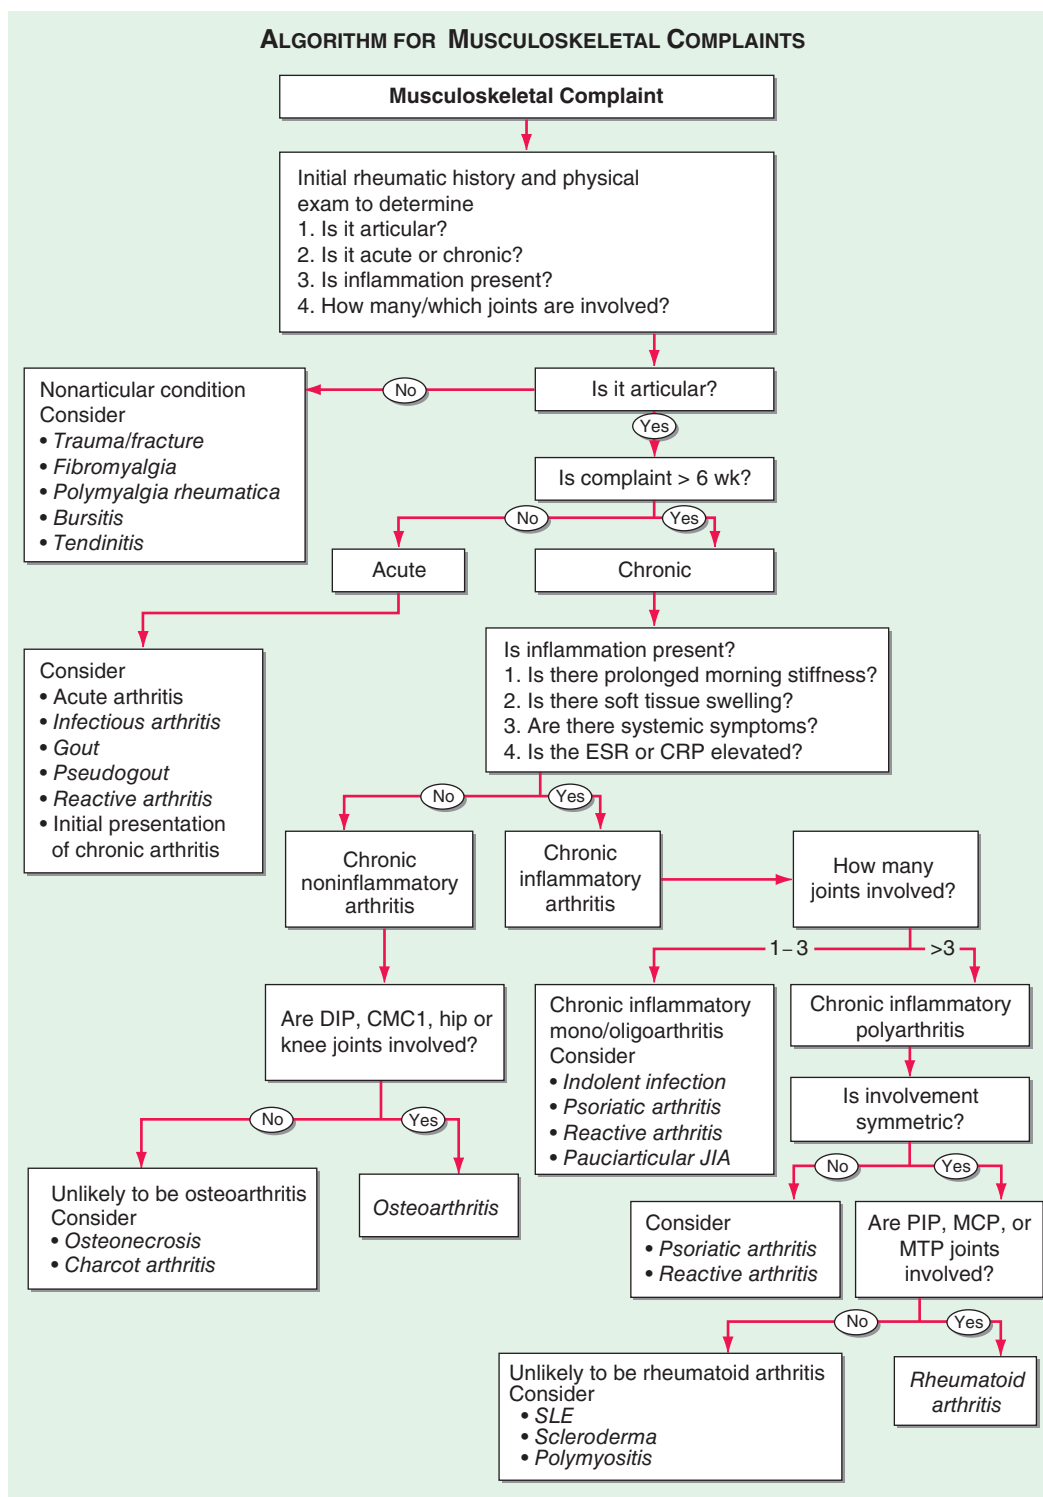 ALGORITHM FOR MUSCULOSKELETAL COMPLAINTS
Musculoskeletal Complaint
Initial rheumatic history and physical
exam to determine
1. Is it articular?
2. Is it acute or chronic?
3. Is inflammation present?
4. How many/which joints are involved?
Is it articular?
No
Nonarticular condition
Consider
• Trauma/fracture
• Fibromyalgia
• Polymyalgia rheumatica
• Bursitis
• Tendinitis
Yes
Is complaint > 6 wk?
No
Yes
Acute
Chronic
Consider
• Acute arthritis
• Infectious arthritis
• Gout
• Pseudogout
• Reactive arthritis
• Initial presentation
of chronic arthritis
Is inflammation present?
1. Is there prolonged morning stiffness?
2. Is there soft tissue swelling?
3. Are there systemic symptoms?
4. Is the ESR or CRP elevated?
No
Yes
Chronic
noninflammatory
arthritis
Chronic
inflammatory
arthritis
How many
joints involved?
1–3
>3
Are DIP, CMC1, hip or
knee joints involved?
Chronic inflammatory
mono/oligoarthritis
Consider
• Indolent infection
• Psoriatic arthritis
• Reactive arthritis
• Pauciarticular JIA
Chronic inflammatory
polyarthritis
Is involvement
symmetric?
No
Yes
No
Yes
Unlikely to be osteoarthritis
Consider
• Osteonecrosis
• Charcot arthritis
Osteoarthritis
Consider
• Psoriatic arthritis
• Reactive arthritis
Are PIP, MCP, or
MTP joints
involved?
No
Yes
Unlikely to be rheumatoid arthritis
Consider
• SLE
• Scleroderma
• Polymyositis
Rheumatoid
arthritis